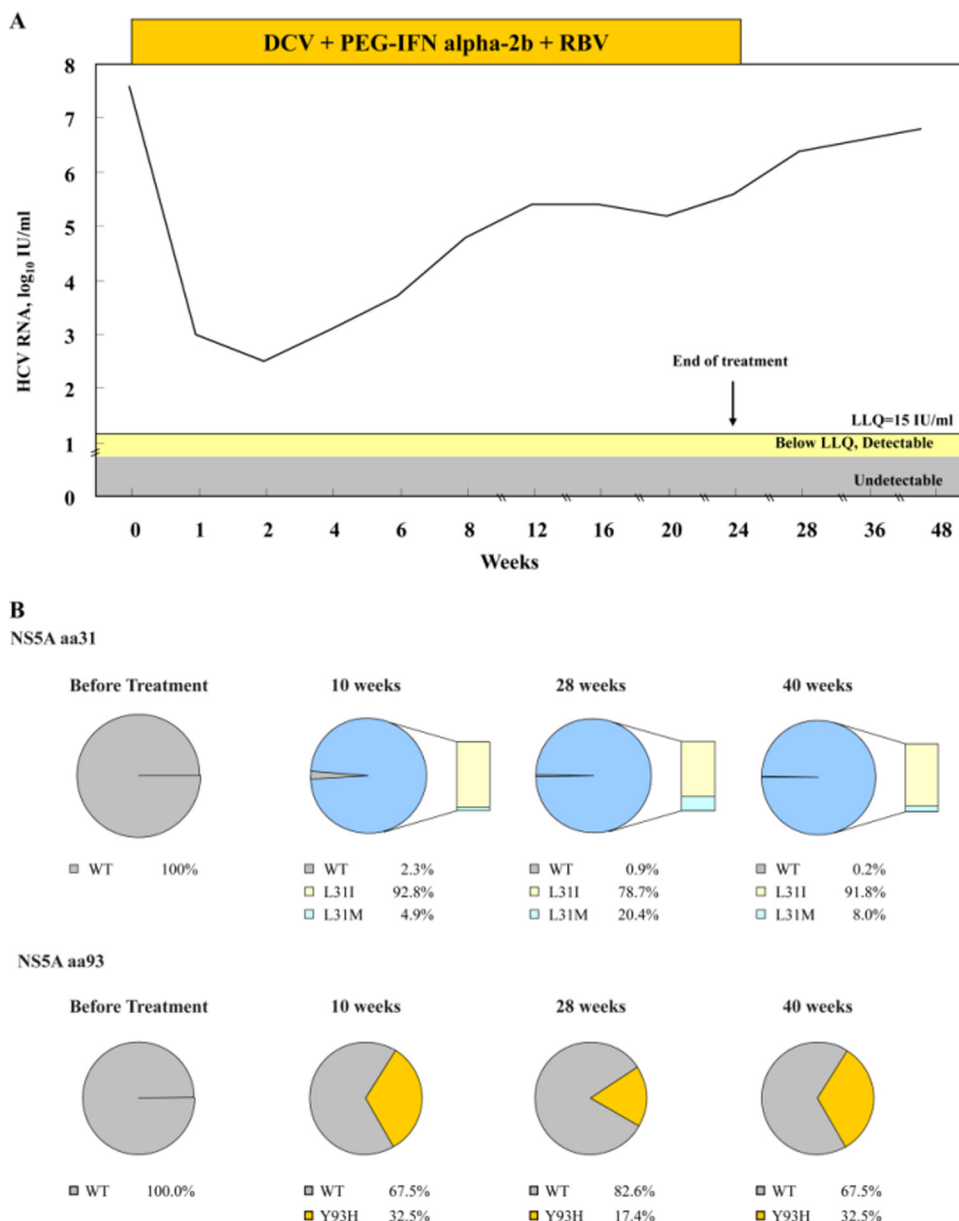 A
DCV + PEG-IFN alpha-2b + RBV
8
7
6
5
4
3
2
1
0
HCV RNA, log10 IU/ml
End of treatment
LLQ=15 IU/ml
Below LLQ, Detectable
Undetectable
0 1 2 4 6 8 12 16 20 24 28 36 48
Weeks
B
NS5A aa31
Before Treatment 10 weeks 28 weeks 40 weeks
WT 100% WT 2.3% WT 0.9% WT 0.2%
L31I 92.8% L31I 78.7% L31I 91.8%
L31M 4.9% L31M 20.4% L31M 8.0%
NS5A aa93
Before Treatment 10 weeks 28 weeks 40 weeks
WT 100.0% WT 67.5% WT 82.6% WT 67.5%
Y93H 32.5% Y93H 17.4% Y93H 32.5%